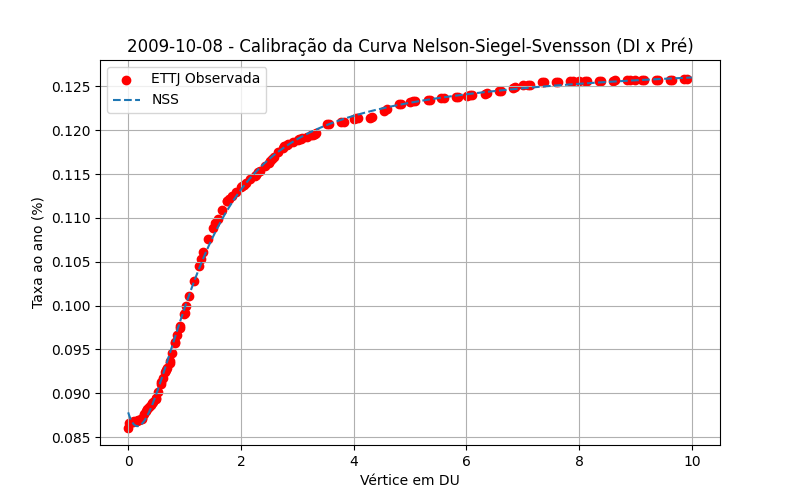 2009-10-08 - Calibração da Curva Nelson-Siegel-Svensson (DI x Pré)
ETTJ Observada
NSS
Taxa ao ano (%)
0.125
0.120
0.115
0.110
0.105
0.100
0.095
0.090
0.085
0 2 4 6 8 10
Vértice em DU